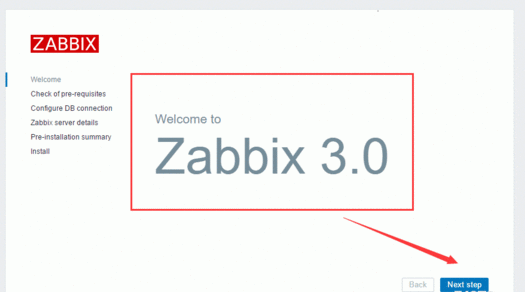 ZABBIX
Welcome
Check of pre-requisites
Configure DB connection
Zabbix server details
Pre-installation summary
Install
Welcome to
Zabbix 3.0
Back
Next step